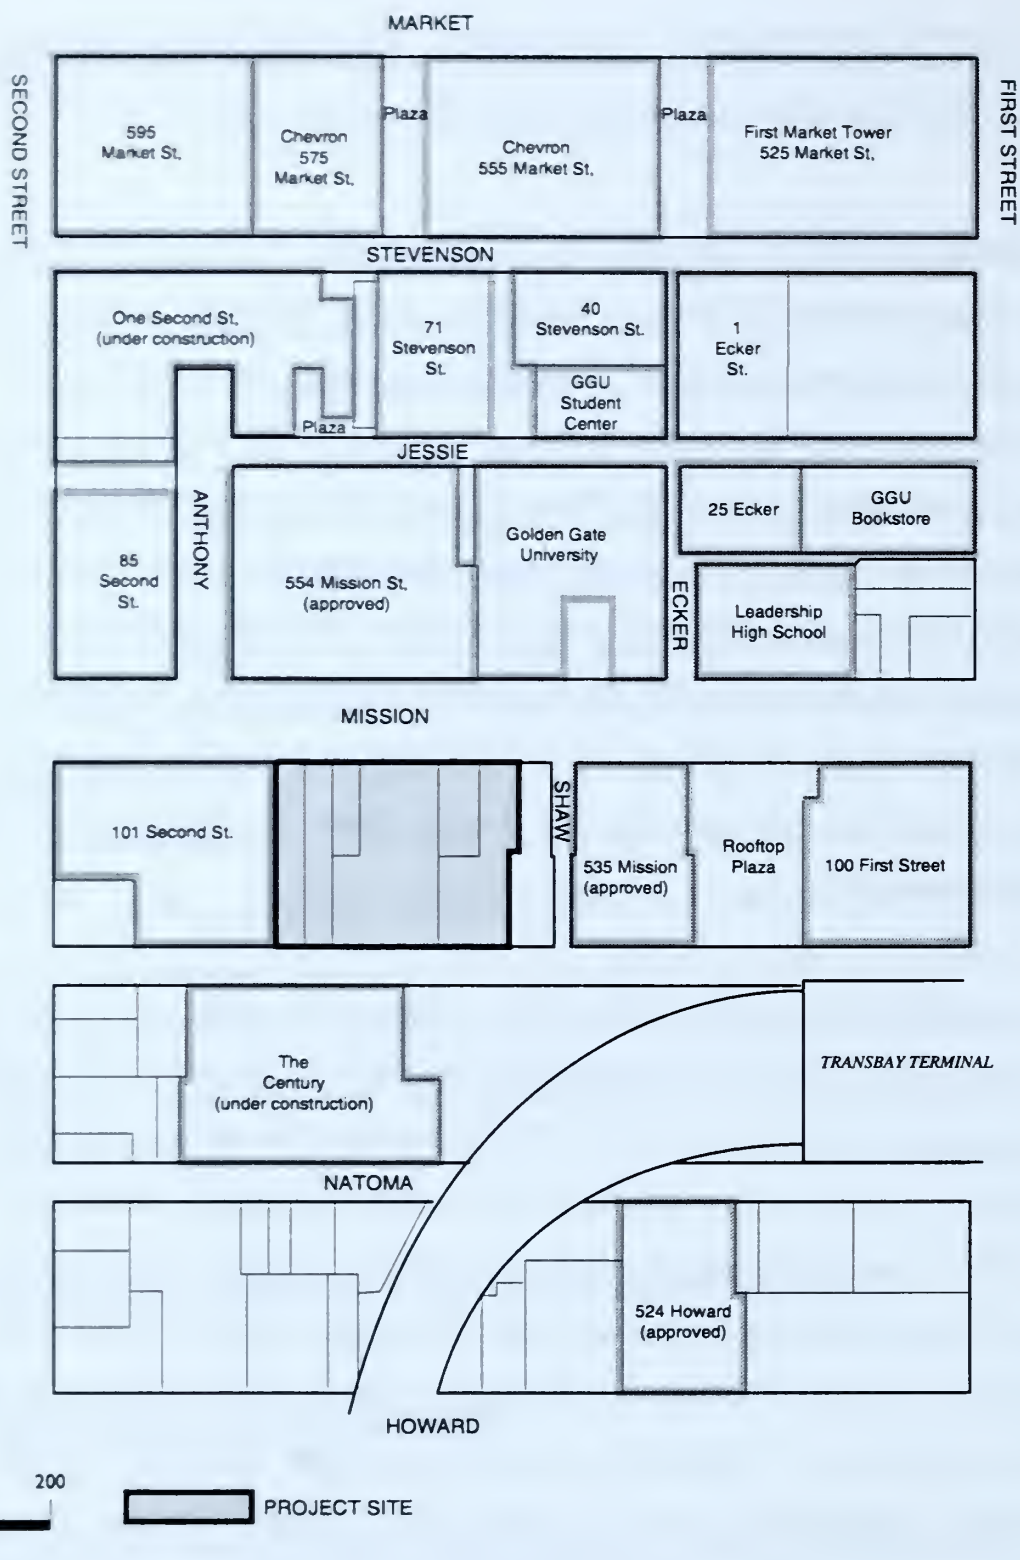 MARKET
SECOND STREET
FIRST STREET
595
Market St.
Chevron
575
Market St.
Plaza
Chevron
555 Market St.
Plaza
First Market Tower
525 Market St.
STEVENSON
One Second St.
(under construction)
Plaza
71
Stevenson
St.
40
Stevenson St.
GGU
Student
Center
1
Ecker
St.
JESSIE
85
Second
St.
ANTHONY
554 Mission St.
(approved)
Golden Gate
University
ECKER
25 Ecker
GGU
Bookstore
Leadership
High School
MISSION
101 Second St.
SHAW
535 Mission
(approved)
Rooftop
Plaza
100 First Street
The
Century
(under construction)
TRANSBAY TERMINAL
NATOMA
524 Howard
(approved)
HOWARD
200
PROJECT SITE